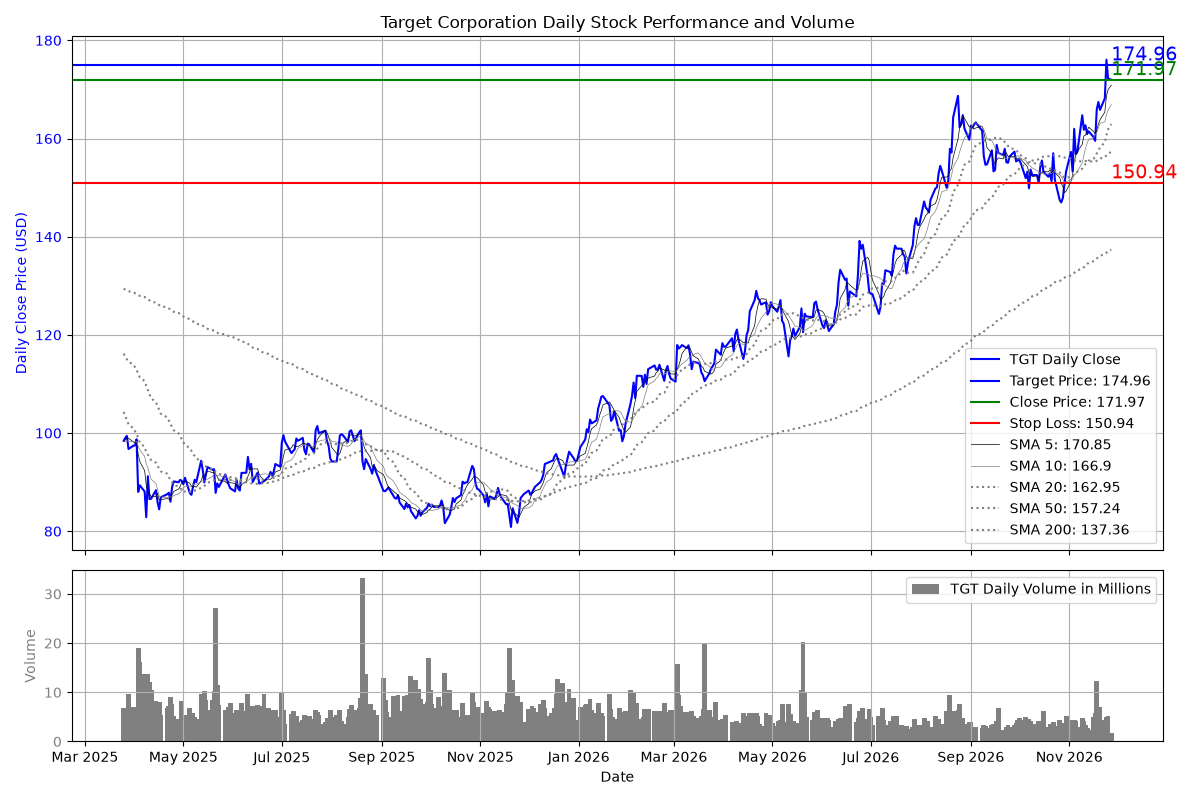 Target Corporation Daily Stock Performance and Volume
180
160
140
120
100
80
Daily Close Price (USD)
174.96
171.97
150.94
TGT Daily Close
Target Price: 174.96
Close Price: 171.97
Stop Loss: 150.94
SMA 5: 170.85
SMA 10: 166.9
SMA 20: 162.95
SMA 50: 157.24
SMA 200: 137.36
30
20
10
0
Volume
TGT Daily Volume in Millions
Mar 2025 May 2025 Jul 2025 Sep 2025 Nov 2025 Jan 2026 Mar 2026 May 2026 Jul 2026 Sep 2026 Nov 2026
Date